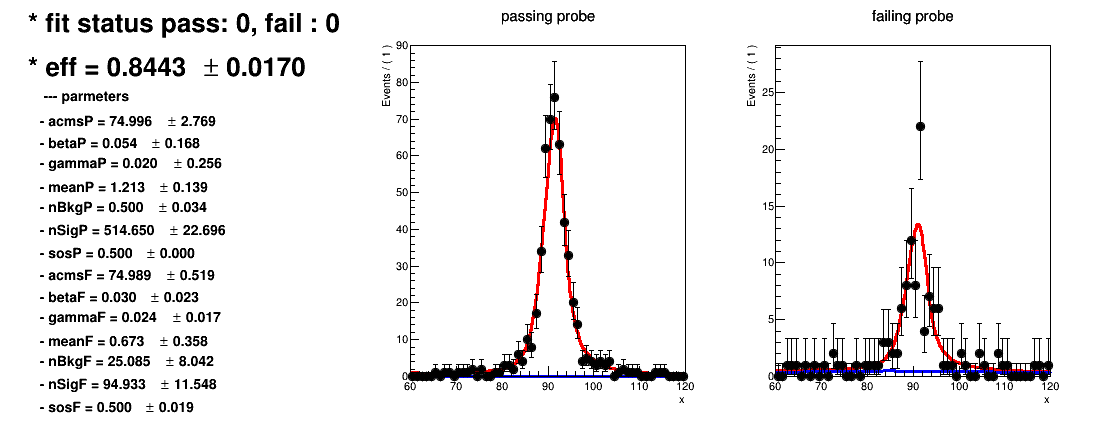 * fit status pass: 0, fail : 0
* eff = 0.8443 ± 0.0170
--- parmeters
- acmsP = 74.996 ± 2.769
- betaP = 0.054 ± 0.168
- gammaP = 0.020 ± 0.256
- meanP = 1.213 ± 0.139
- nBkgP = 0.500 ± 0.034
- nSigP = 514.650 ± 22.696
- sosP = 0.500 ± 0.000
- acmsF = 74.989 ± 0.519
- betaF = 0.030 ± 0.023
- gammaF = 0.024 ± 0.017
- meanF = 0.673 ± 0.358
- nBkgF = 25.085 ± 8.042
- nSigF = 94.933 ± 11.548
- sosF = 0.500 ± 0.019
passing probe
Events / ( 1 )
90
80
70
60
50
40
30
20
10
0
60 70 80 90 100 110 120
x
failing probe
Events / ( 1 )
25
20
15
10
5
0
60 70 80 90 100 110 120
x